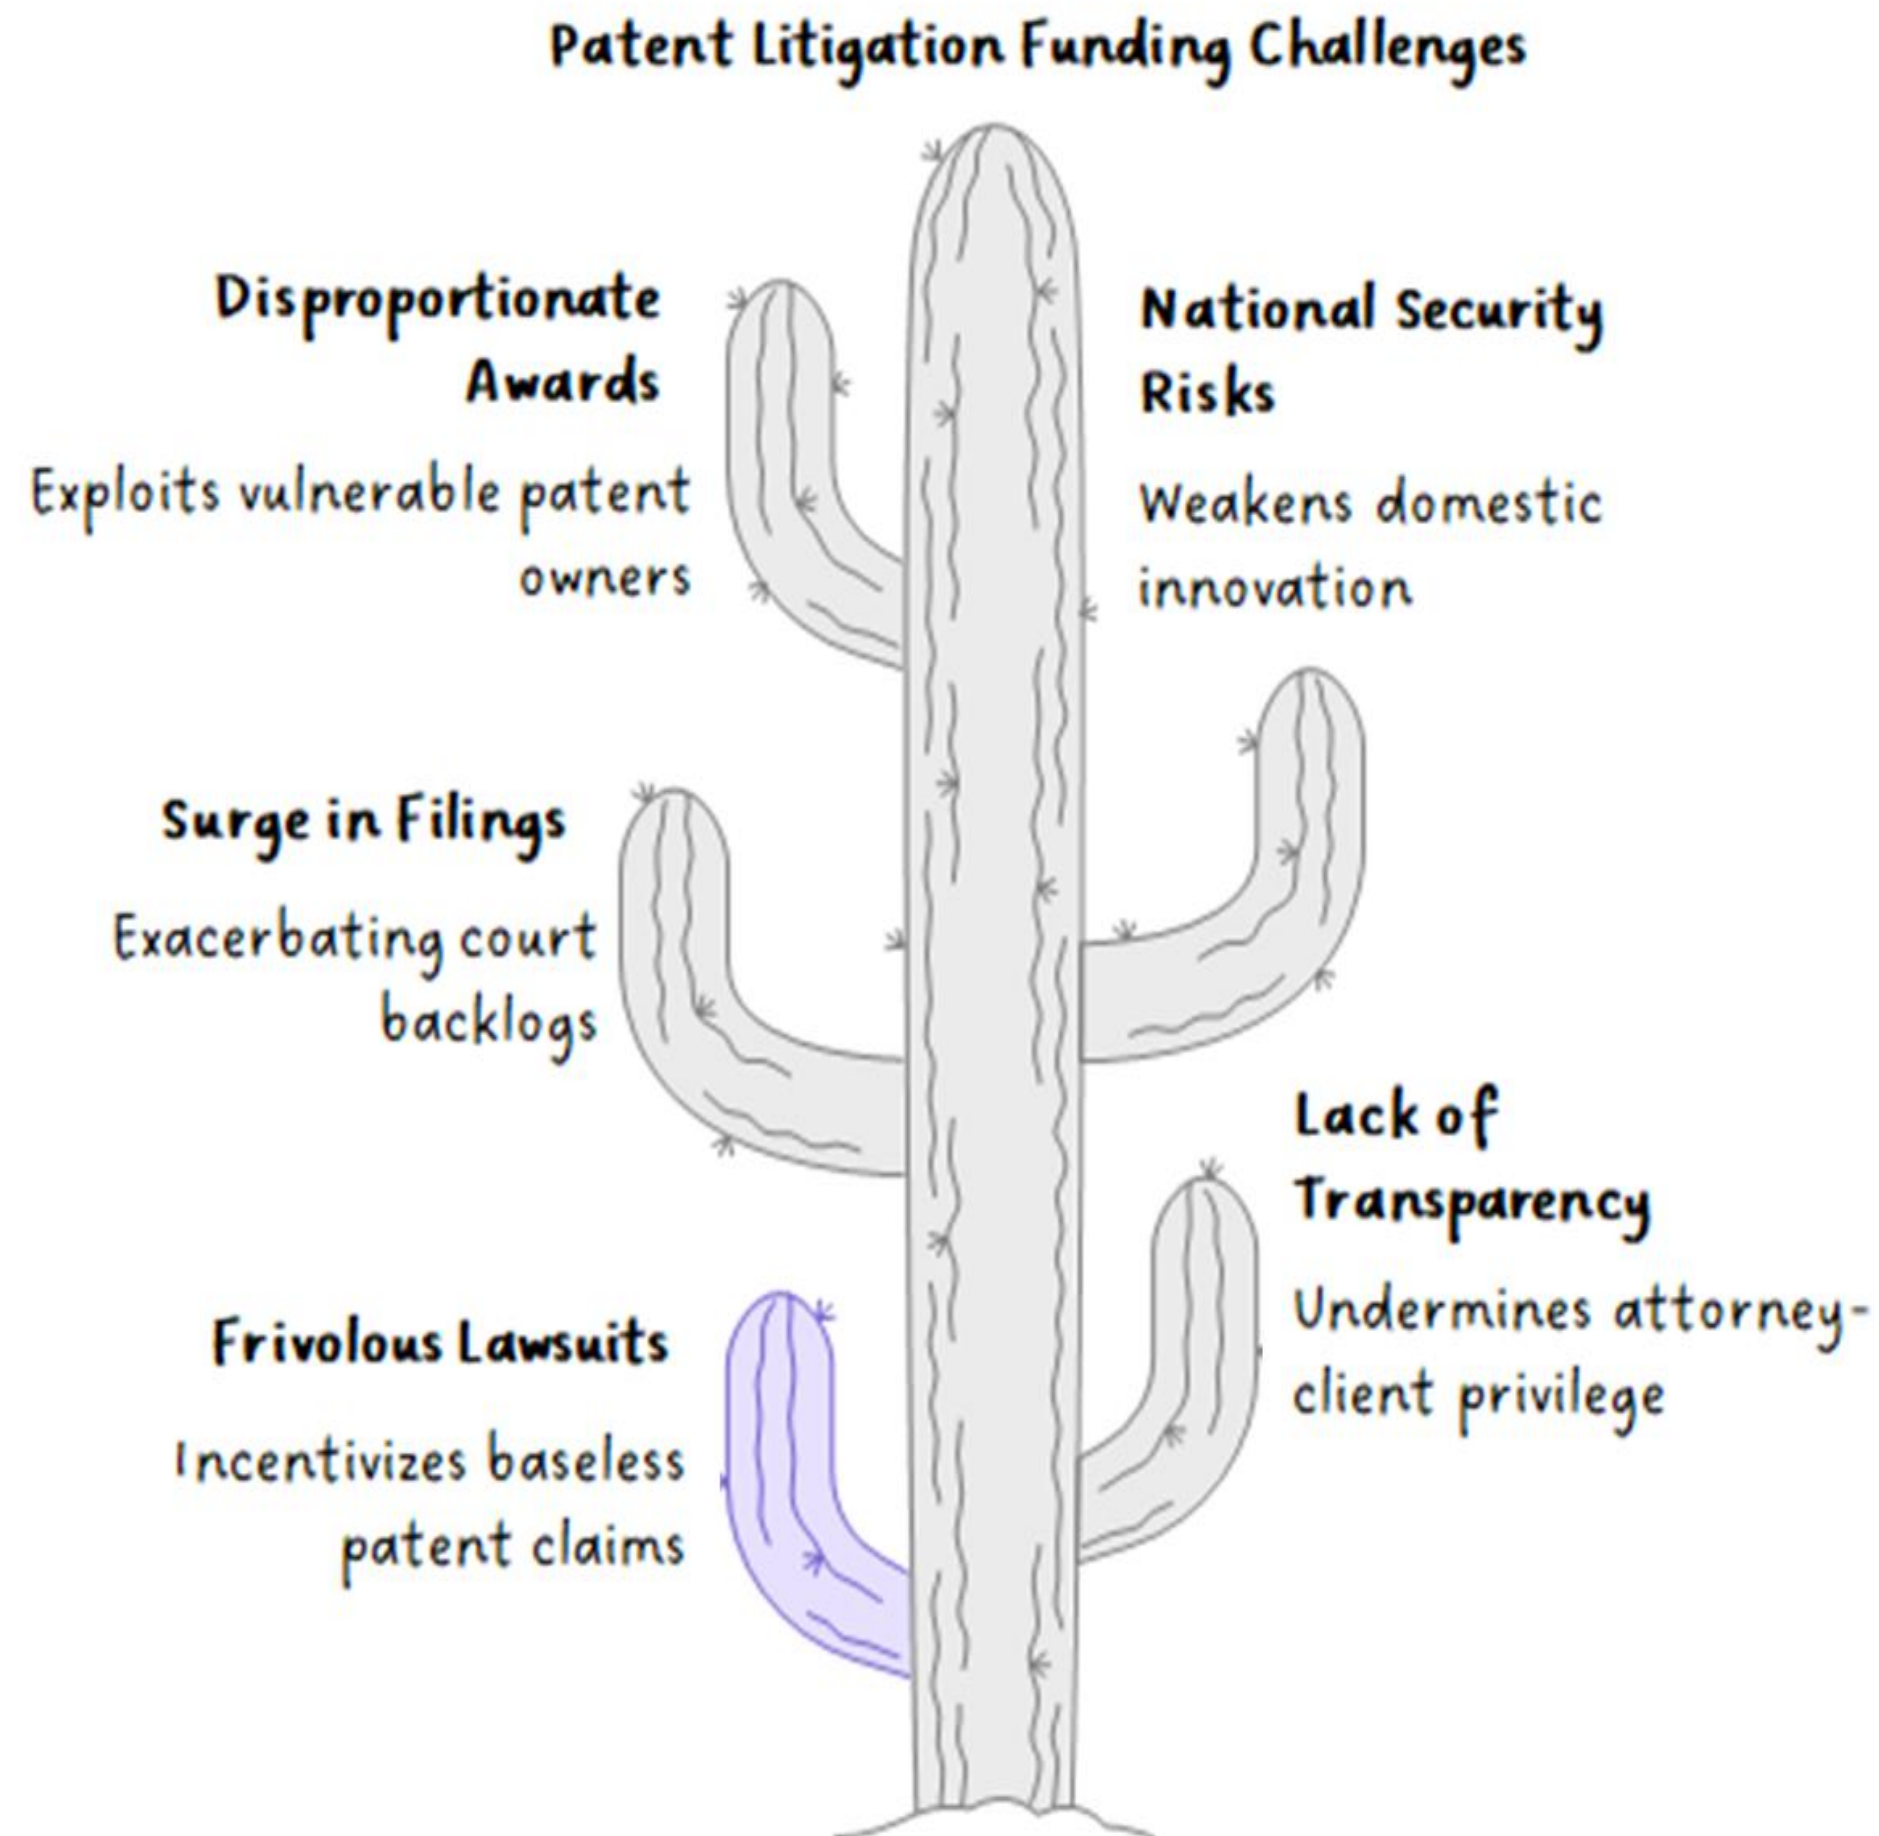 Patent Litigation Funding Challenges
Disproportionate
Awards
Exploits vulnerable patent
owners
National Security
Risks
Weakens domestic
innovation
Surge in Filings
Exacerbating court
backlogs
Lack of
Transparency
Undermines attorney-
client privilege
Frivolous Lawsuits
Incentivizes baseless
patent claims